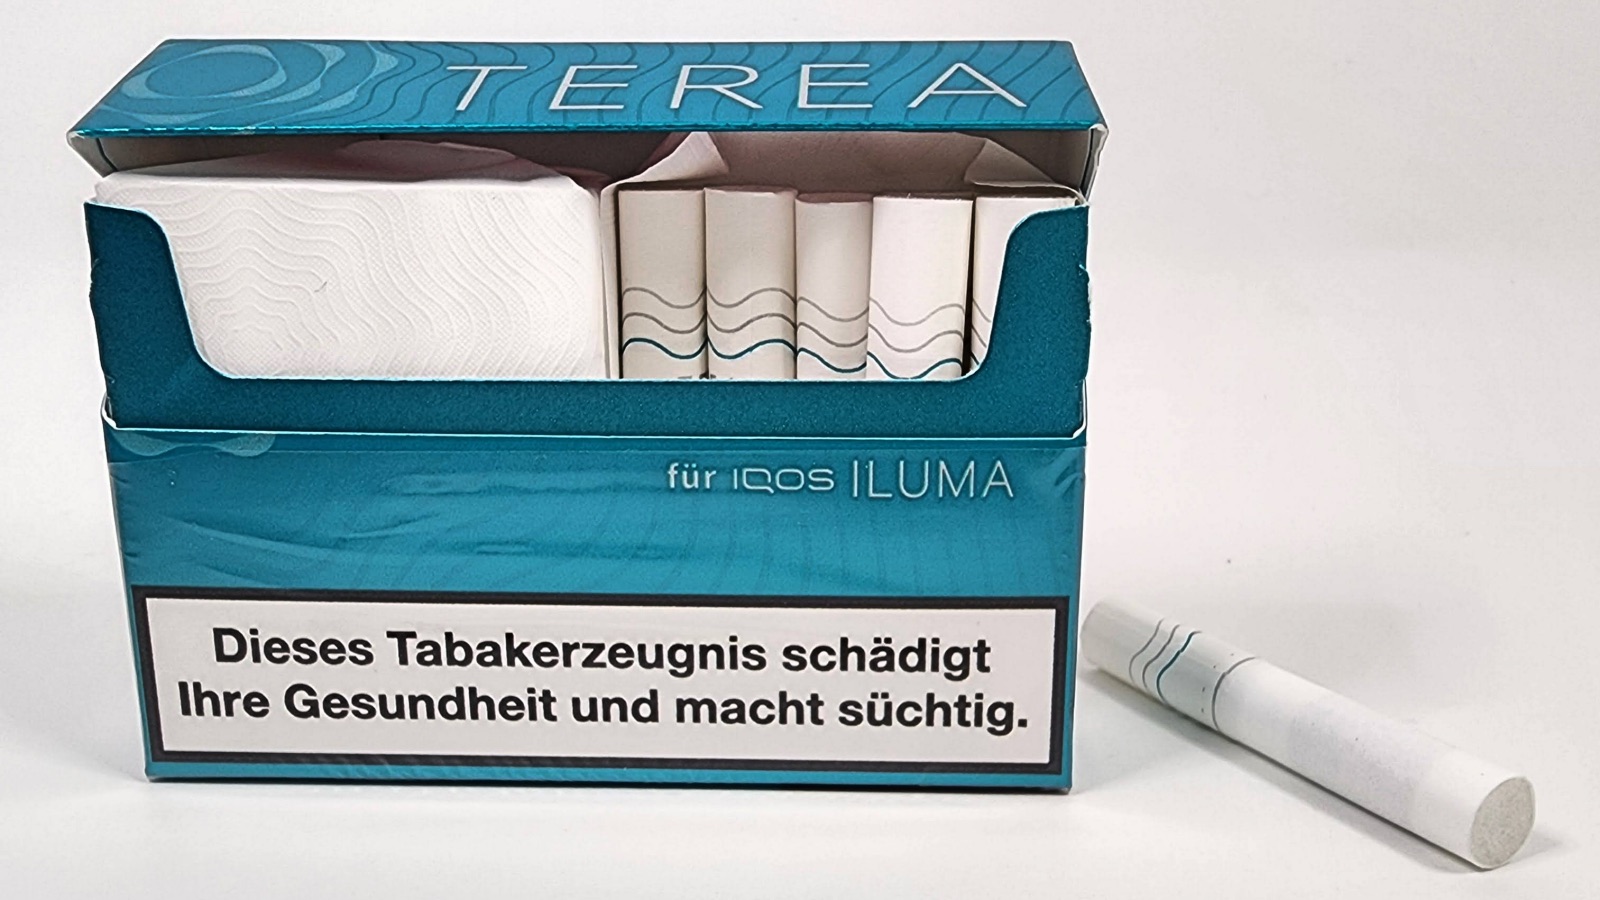 TEREA
für IQOS ILUMA
Dieses Tabakerzeugnis schädigt
Ihre Gesundheit und macht süchtig.